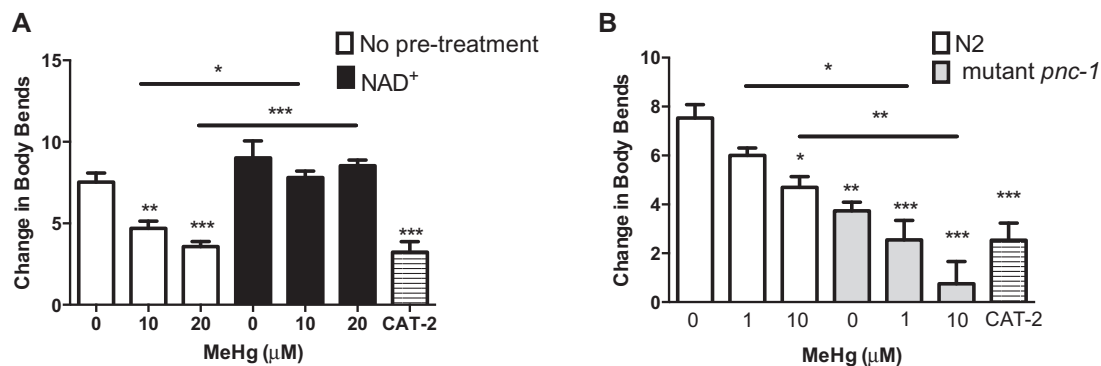 A
No pre-treatment
NAD+
15
10
5
0
Change in Body Bends
*
***
**
***
***
0 10 20 0 10 20 CAT-2
MeHg (μM)
B
N2
mutant pnc-1
10
8
6
4
2
0
Change in Body Bends
*
**
*
**
***
***
***
0 1 10 0 1 10 CAT-2
MeHg (μM)